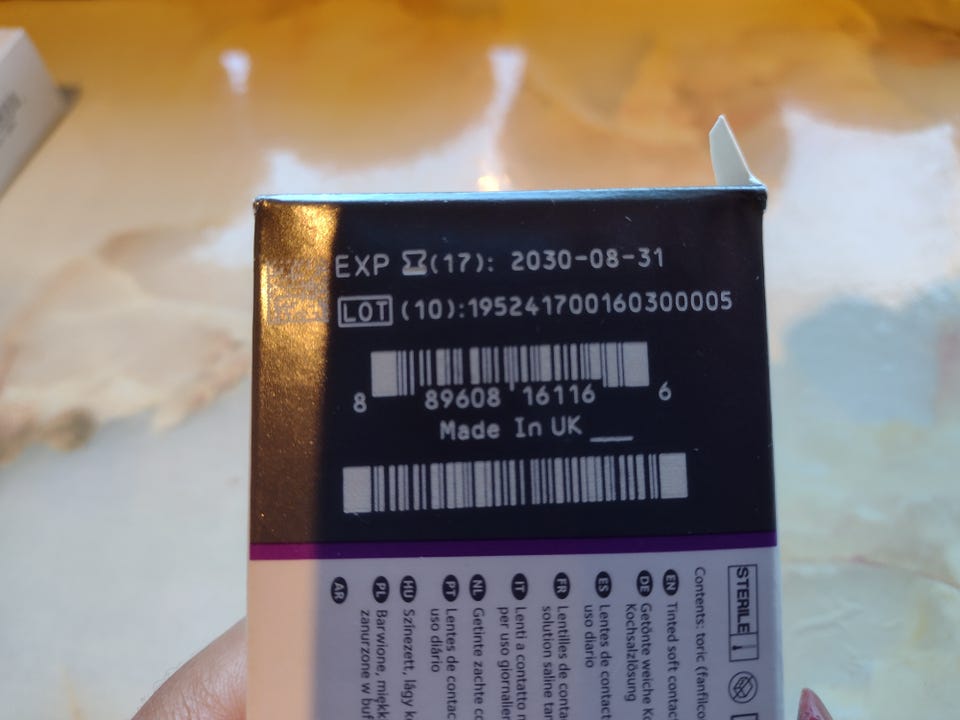 EXP (17): 2030-08-31
LOT (10):195241700160300005
8 89608 16116 6
Made In UK
STERILE
Contents: toric (fanfilco
EN Tinted soft contac
DE Getönte weiche Ko
Kochsalzlösung
ES Lentes de contact
uso diario
FR Lentilles de conta
solution saline tam
IT Lenti a contatto m
per uso giornalier
NL Getinte zachte co
PT Lentes de contac
uso diário
HU Színezett, lágy ko
PL Barwione, miękk
zanurzone w buf
AR